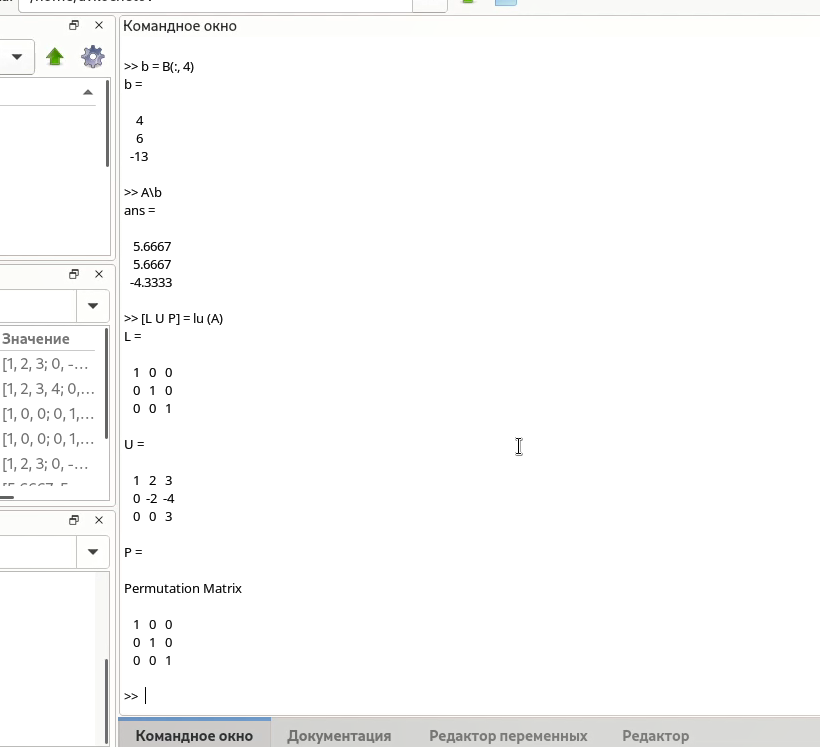 Командное окно
>> b = B(:, 4)
b =
4
6
-13
>> A\b
ans =
5.6667
5.6667
-4.3333
>> [L U P] = lu (A)
L =
1 0 0
0 1 0
0 0 1
U =
1 2 3
0 -2 -4
0 0 3
P =
Permutation Matrix
1 0 0
0 1 0
0 0 1
>>
Значение
[1, 2, 3; 0, -...
[1, 2, 3, 4; 0,...
[1, 0, 0; 0, 1,...
[1, 0, 0; 0, 1,...
[1, 2, 3; 0, -...
Командное окно
Документация
Редактор переменных
Редактор